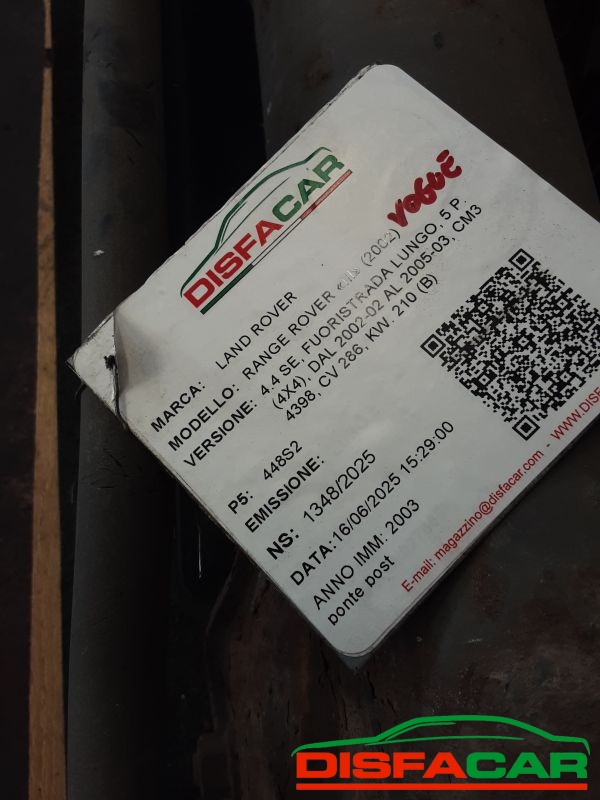 DISFACAR
MARCA: LAND ROVER
MODELLO: RANGE ROVER «II» (2002) VOGUE
VERSIONE: 4.4 SE, FUORISTRADA LUNGO, 5 P.
(4X4), DAL 2002-02 AL 2005-03, CM3
4398, CV 286, KW. 210 (B)
P5: 448S2
EMISSIONE:
NS: 1348/2025
DATA: 16/06/2025 15:29:00
ANNO IMM: 2003
ponte post
E-mail: magazzino@disfacar.com - WWW.DISF
DISFACAR